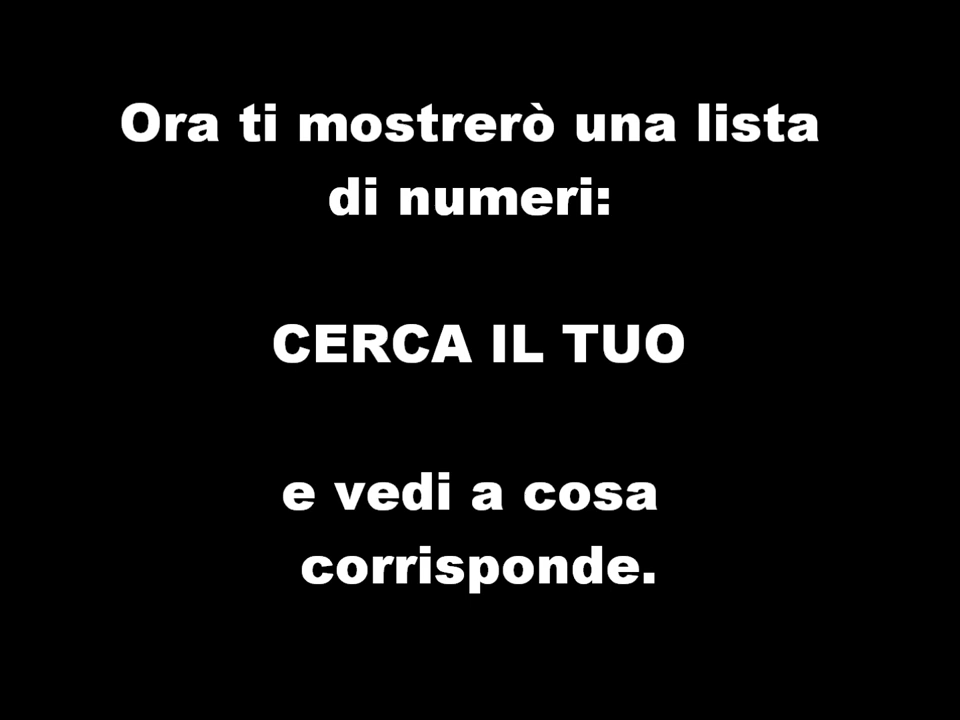 Ora ti mostrerò una lista
di numeri:
CERCA IL TUO
e vedi a cosa
corrisponde.